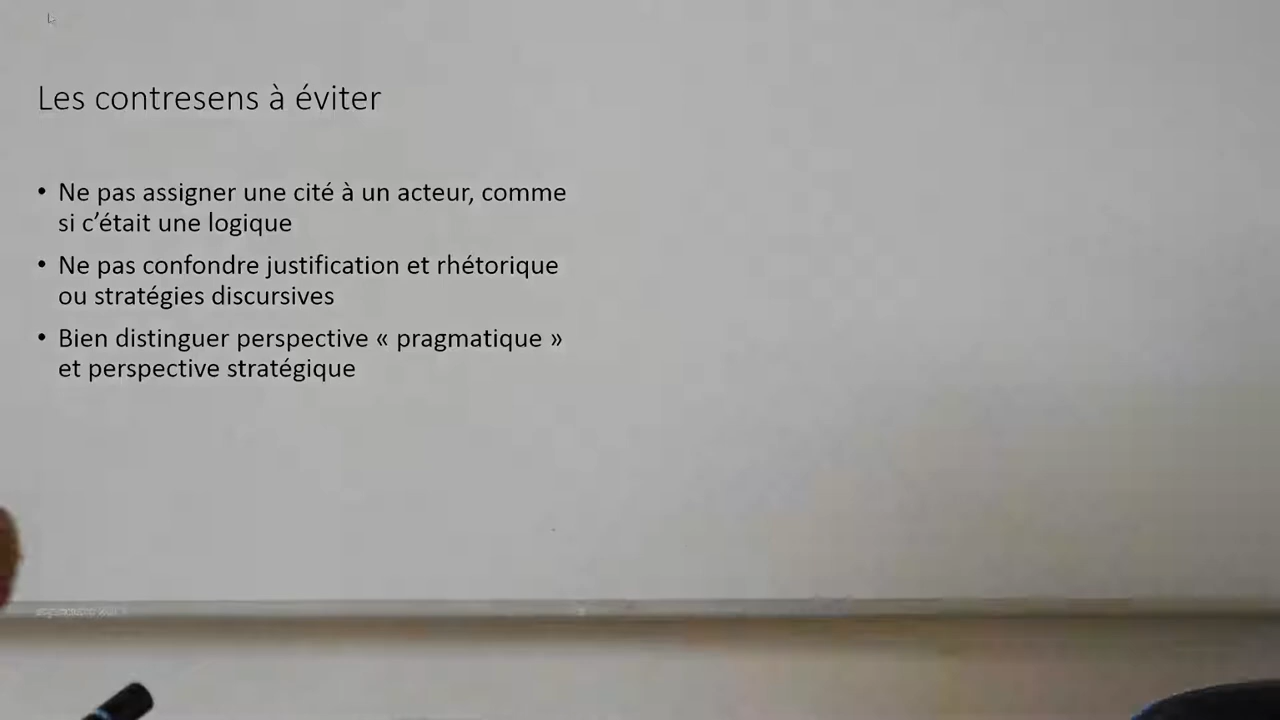 Les contresens à éviter
• Ne pas assigner une cité à un acteur, comme
si c’était une logique
• Ne pas confondre justification et rhétorique
ou stratégies discursives
• Bien distinguer perspective « pragmatique »
et perspective stratégique